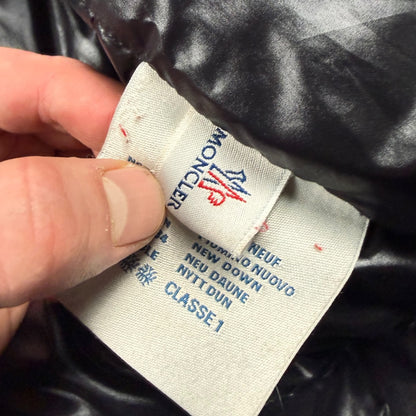 MONCLER
NEUF
PIUMINO NUOVO
NEW DOWN
NEU DAUNE
NYTT DUN
CLASSE 1